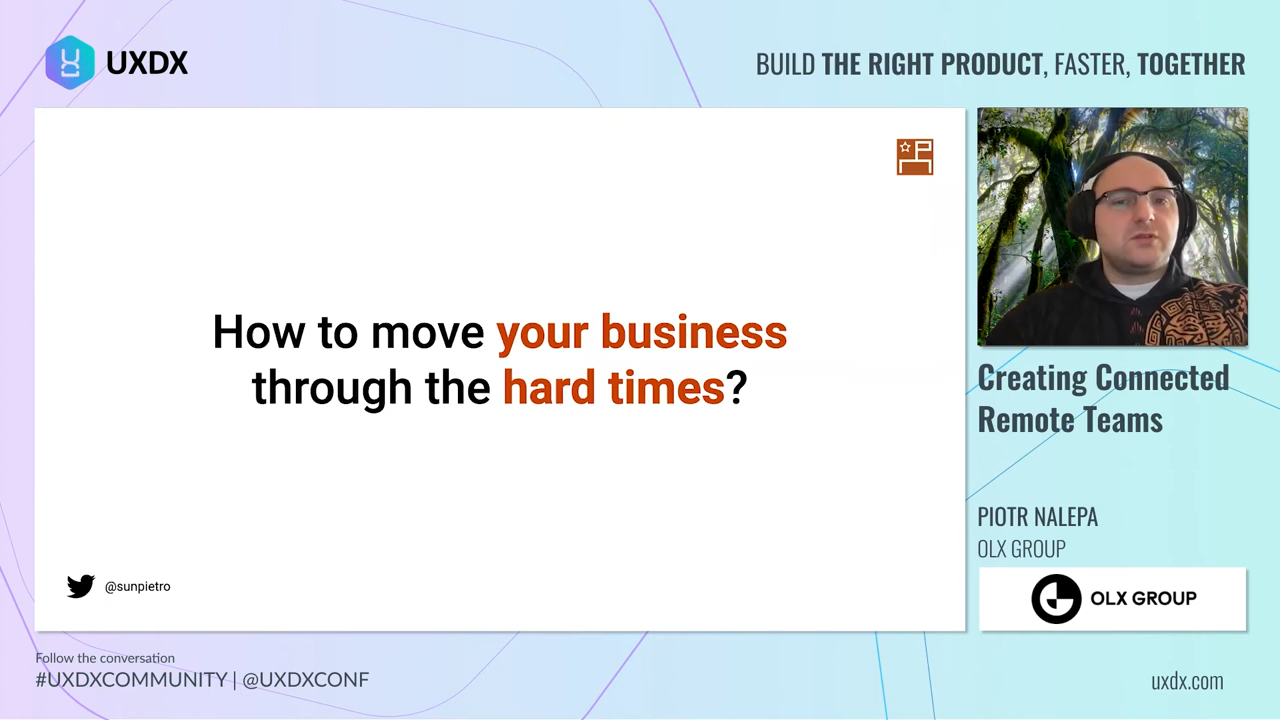 UXDX
BUILD THE RIGHT PRODUCT, FASTER, TOGETHER
How to move your business
through the hard times?
@sunpietro
Creating Connected
Remote Teams
PIOTR NALEPA
OLX GROUP
OLX GROUP
Follow the conversation
#UXDXCOMMUNITY | @UXDXCONF
uxdx.com